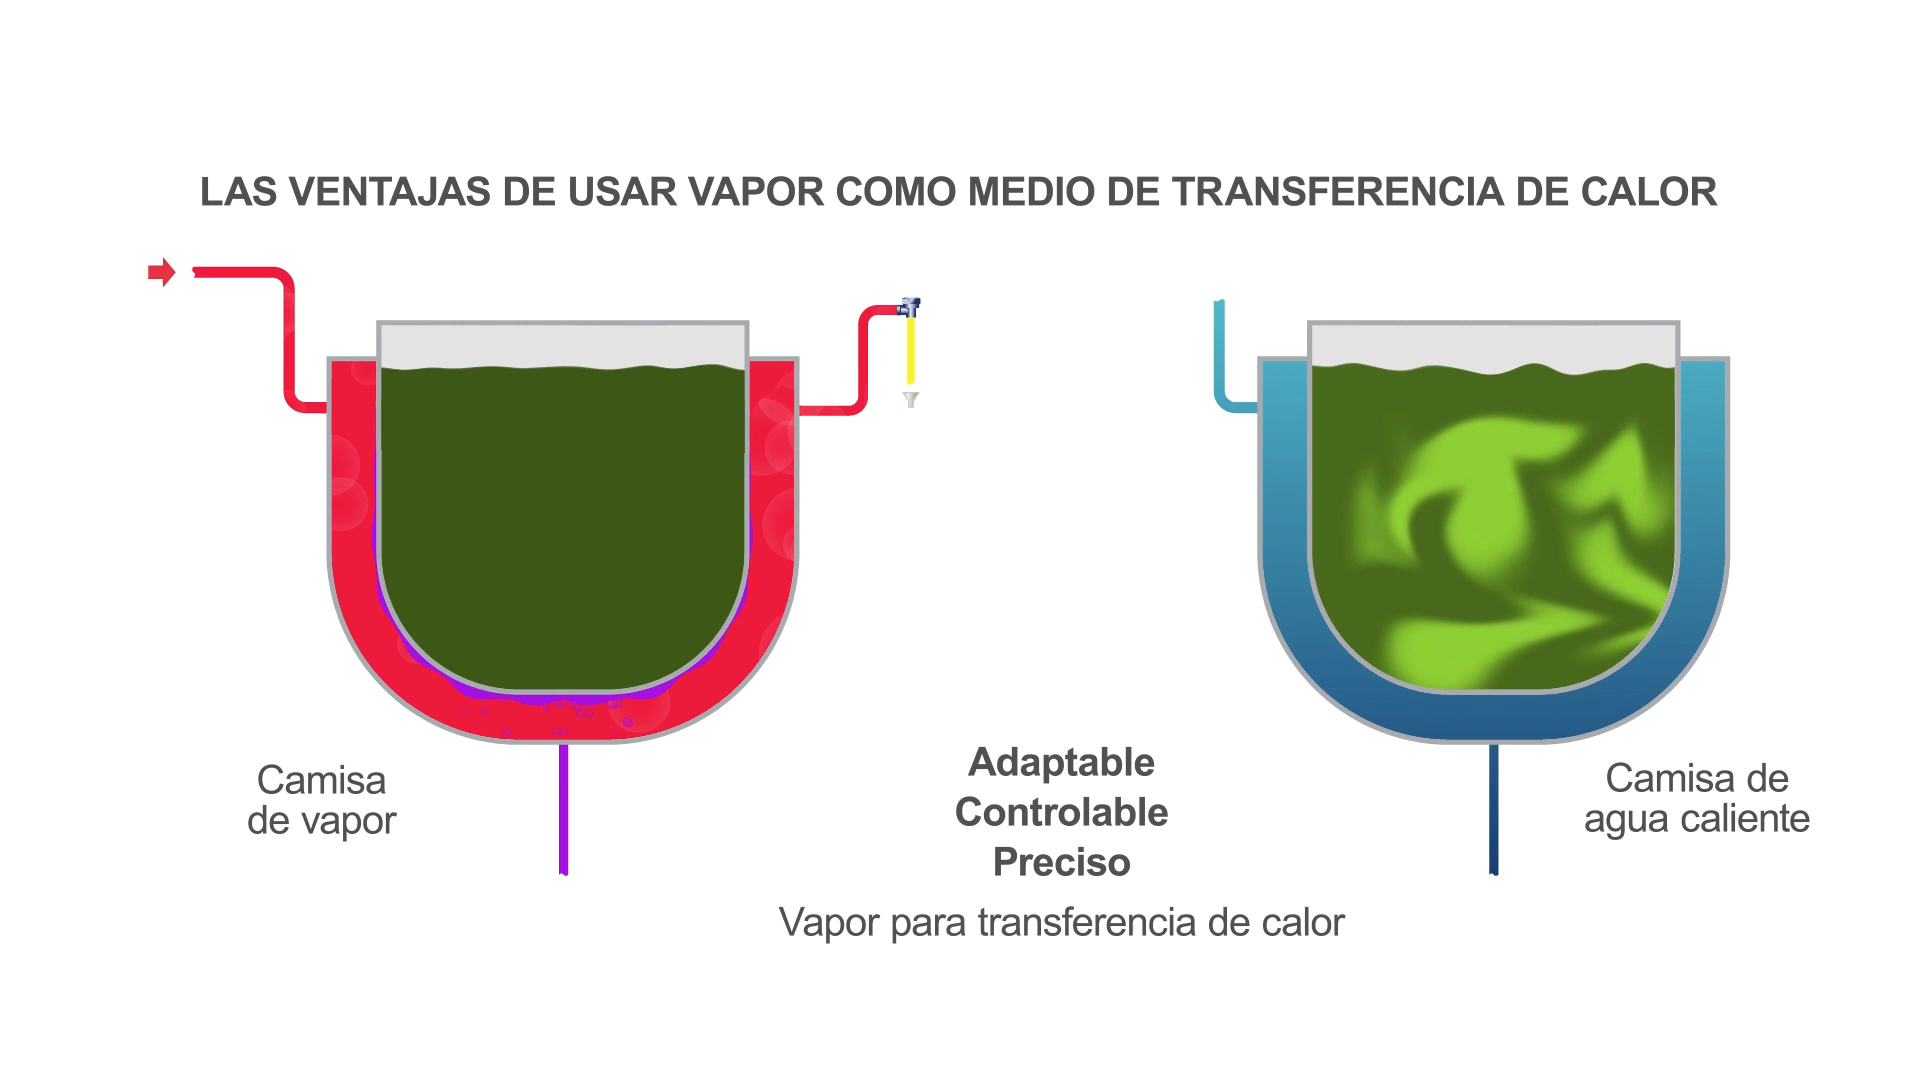 LAS VENTAJAS DE USAR VAPOR COMO MEDIO DE TRANSFERENCIA DE CALOR
Camisa
de vapor
Adaptable
Controlable
Preciso
Vapor para transferencia de calor
Camisa de
agua caliente